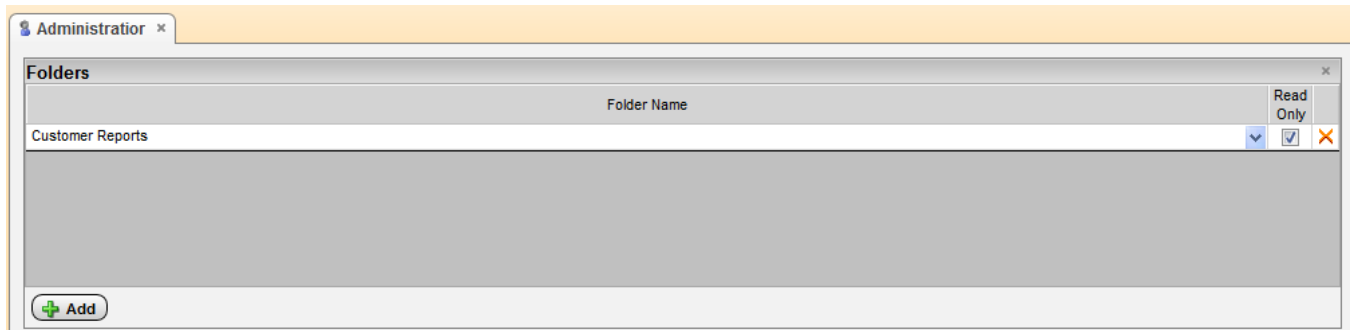 Administratior
Folders
Folder Name
Read
Only
Customer Reports
Add